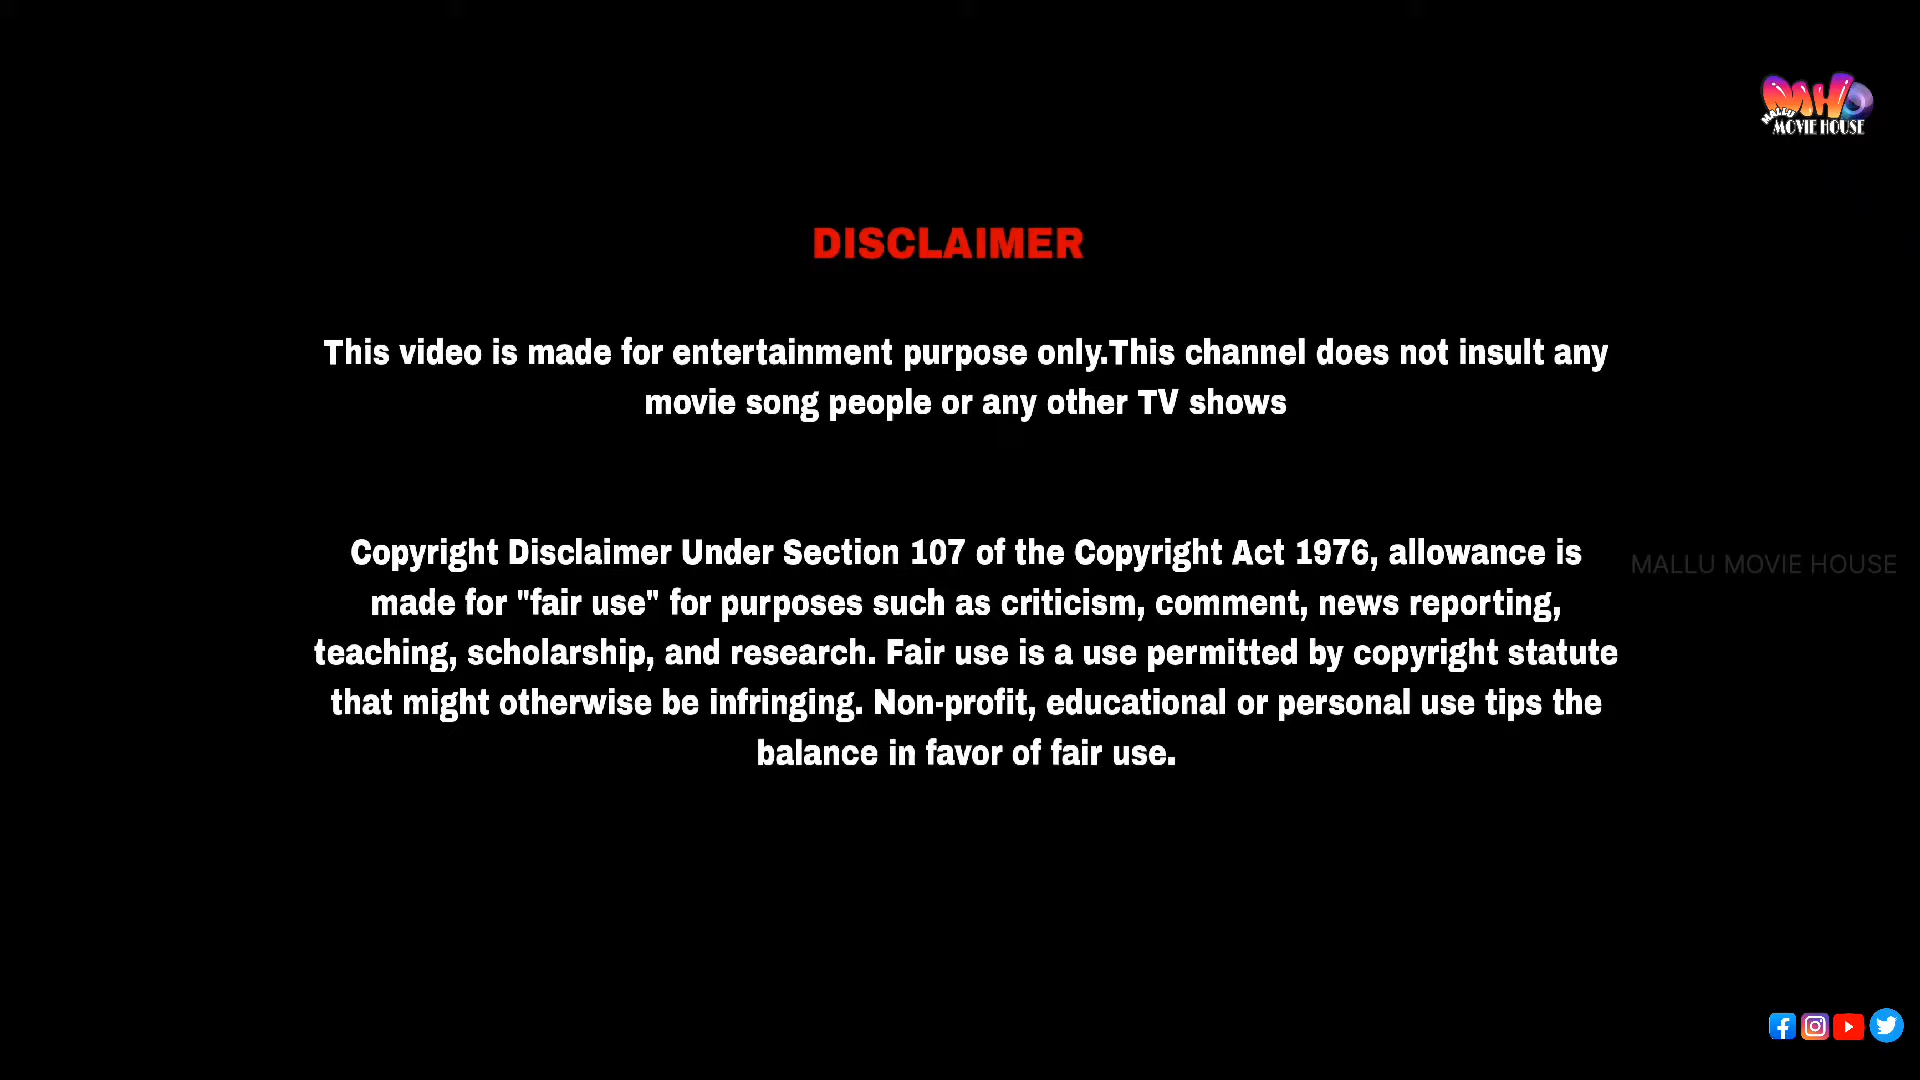 MHO
MALLU
MOVIE HOUSE
DISCLAIMER
This video is made for entertainment purpose only.This channel does not insult any
movie song people or any other TV shows
Copyright Disclaimer Under Section 107 of the Copyright Act 1976, allowance is
made for "fair use" for purposes such as criticism, comment, news reporting,
teaching, scholarship, and research. Fair use is a use permitted by copyright statute
that might otherwise be infringing. Non-profit, educational or personal use tips the
balance in favor of fair use.
MALLU MOVIE HOUSE